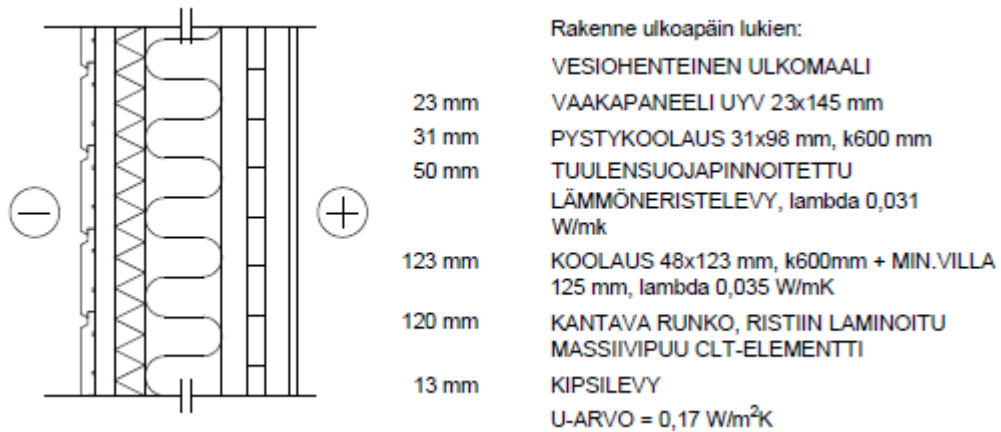 Rakenne ulkoapäin lukien:
VESIOHENTEINEN ULKOMAALI
23 mm VAAKAPANEELI UYV 23x145 mm
31 mm PYSTYKOOLAUS 31x98 mm, k600 mm
50 mm TUULENSUOJAPINNOITETTU
LÄMMÖNERISTELEVY, lambda 0,031
W/mk
123 mm KOOLAUS 48x123 mm, k600mm + MIN.VILLA
125 mm, lambda 0,035 W/mK
120 mm KANTAVA RUNKO, RISTIIN LAMINOITU
MASSIIVIPUU CLT-ELEMENTTI
13 mm KIPSILEVY
U-ARVO = 0,17 W/m²K